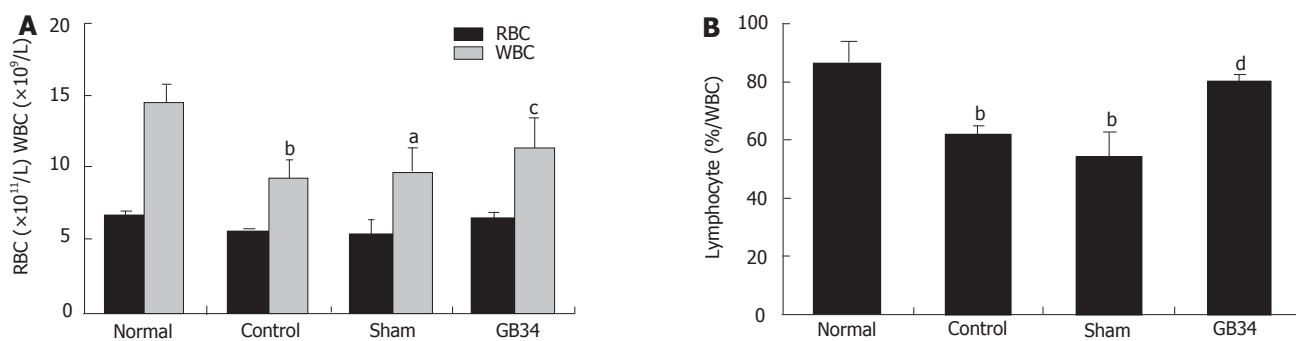 A
RBC (×10¹¹/L) WBC (×10⁹/L)
20
15
10
5
0
RBC
WBC
b
a
c
Normal Control Sham GB34
B
Lymphocyte (%/WBC)
100
80
60
40
20
0
b
b
d
Normal Control Sham GB34